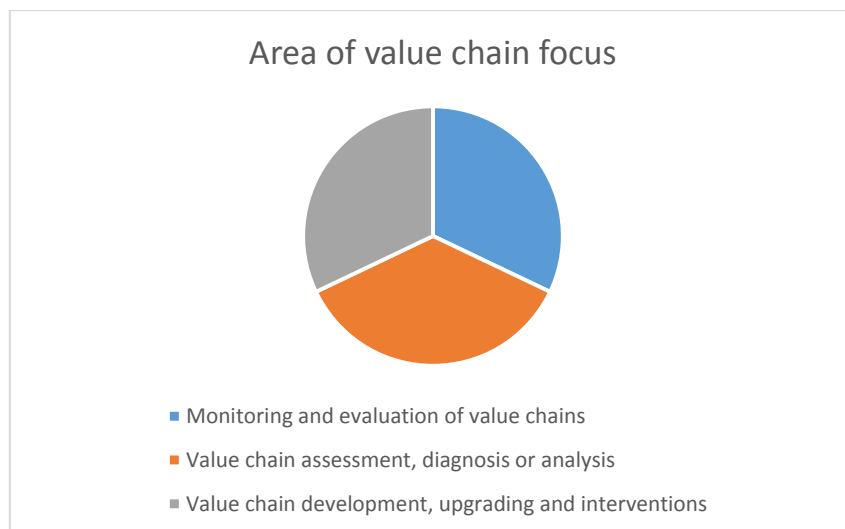 Area of value chain focus
Monitoring and evaluation of value chains
Value chain assessment, diagnosis or analysis
Value chain development, upgrading and interventions